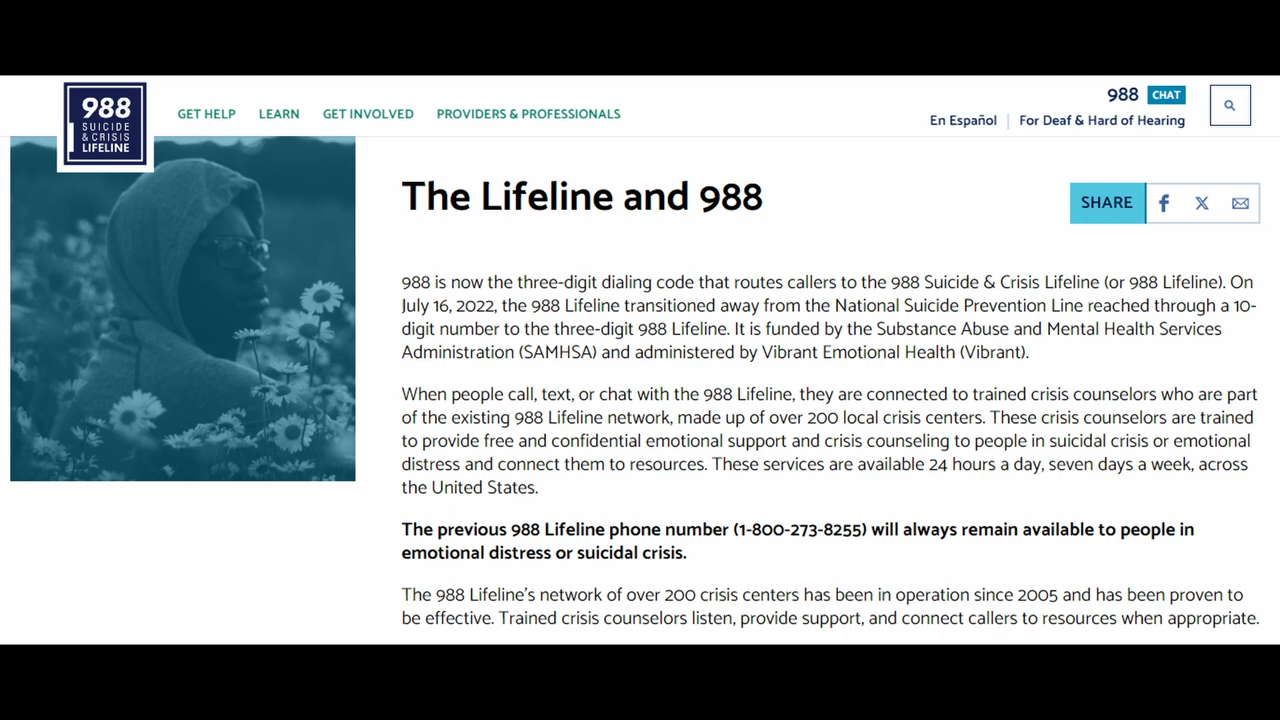 988
SUICIDE
& CRISIS
LIFELINE
GET HELP LEARN GET INVOLVED PROVIDERS & PROFESSIONALS
988 CHAT
En Español For Deaf & Hard of Hearing
The Lifeline and 988
SHARE
988 is now the three-digit dialing code that routes callers to the 988 Suicide & Crisis Lifeline (or 988 Lifeline). On
July 16, 2022, the 988 Lifeline transitioned away from the National Suicide Prevention Line reached through a 10-
digit number to the three-digit 988 Lifeline. It is funded by the Substance Abuse and Mental Health Services
Administration (SAMHSA) and administered by Vibrant Emotional Health (Vibrant).
When people call, text, or chat with the 988 Lifeline, they are connected to trained crisis counselors who are part
of the existing 988 Lifeline network, made up of over 200 local crisis centers. These crisis counselors are trained
to provide free and confidential emotional support and crisis counseling to people in suicidal crisis or emotional
distress and connect them to resources. These services are available 24 hours a day, seven days a week, across
the United States.
The previous 988 Lifeline phone number (1-800-273-8255) will always remain available to people in
emotional distress or suicidal crisis.
The 988 Lifeline's network of over 200 crisis centers has been in operation since 2005 and has been proven to
be effective. Trained crisis counselors listen, provide support, and connect callers to resources when appropriate.